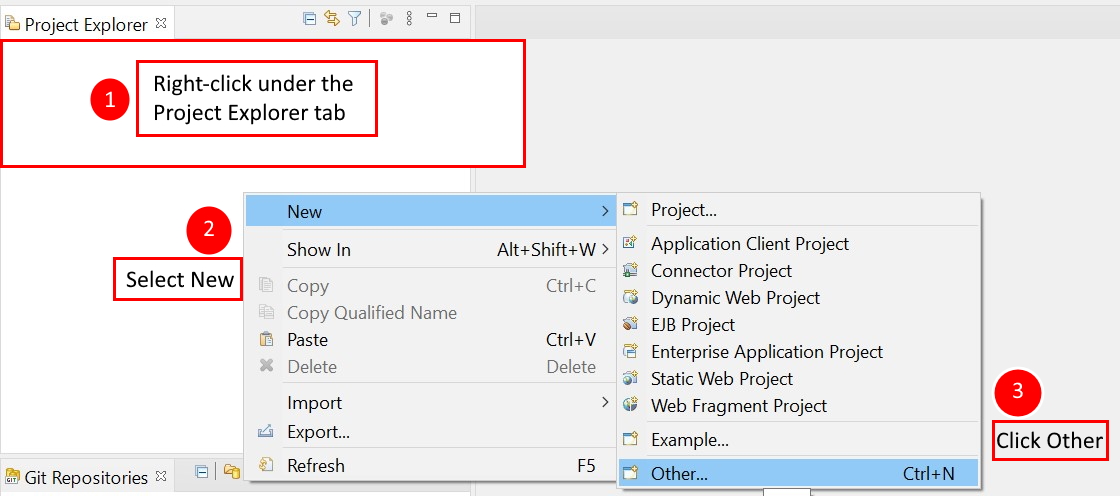 Project Explorer
1
Right-click under the
Project Explorer tab
2
Select New
New
Show In Alt+Shift+W
Copy Ctrl+C
Copy Qualified Name
Paste Ctrl+V
Delete Delete
Import
Export...
Refresh F5
Project...
Application Client Project
Connector Project
Dynamic Web Project
EJB Project
Enterprise Application Project
Static Web Project
Web Fragment Project
Example...
Other... Ctrl+N
3
Click Other
GIT
Git Repositories